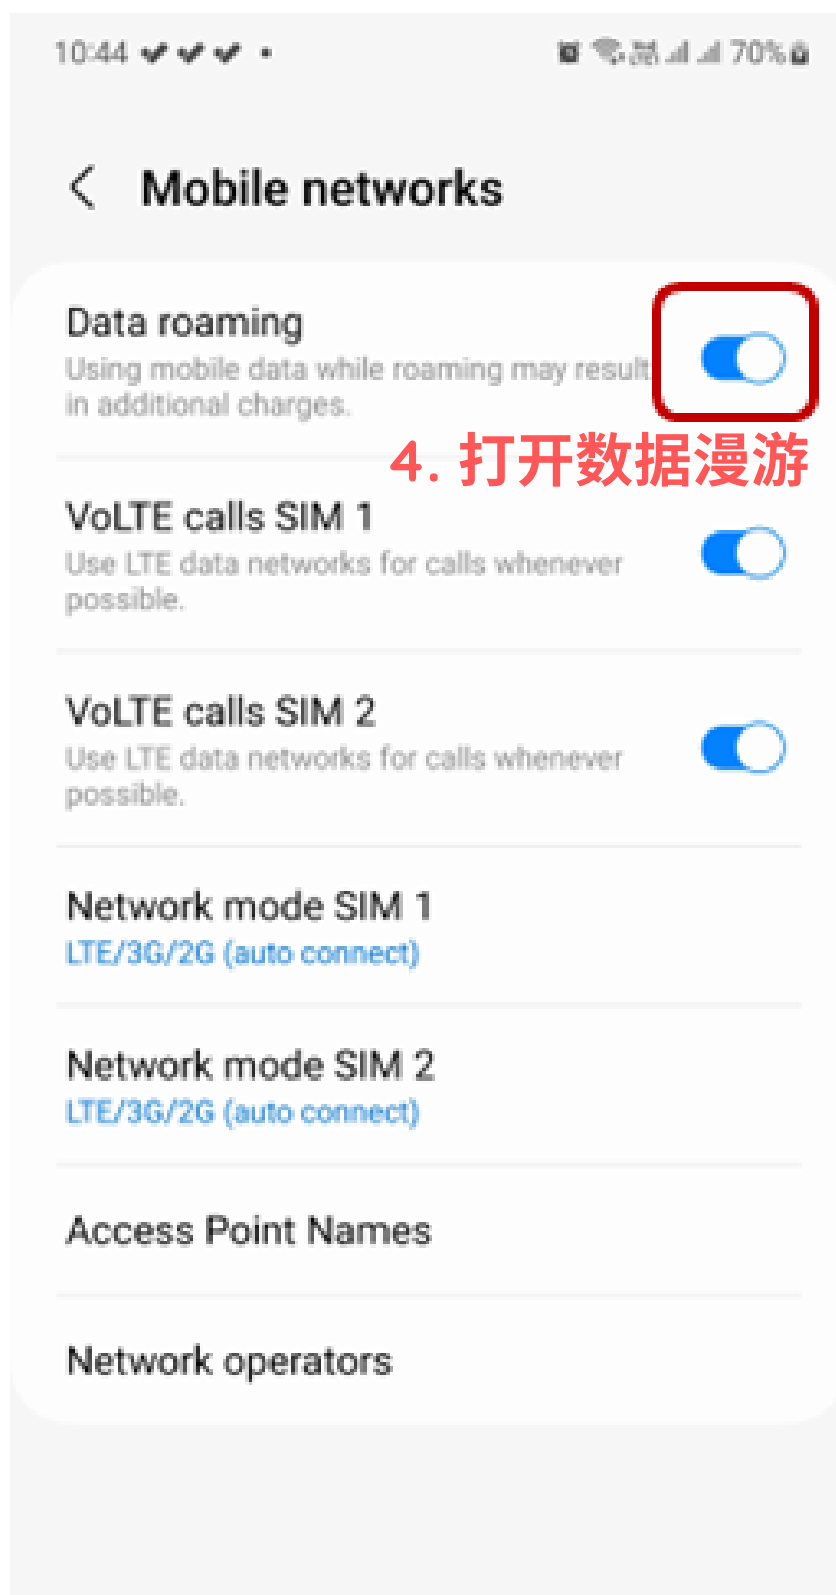 10:44
70%
Mobile networks
Data roaming
Using mobile data while roaming may result
in additional charges.
4. 打开数据漫游
VoLTE calls SIM 1
Use LTE data networks for calls whenever
possible.
VoLTE calls SIM 2
Use LTE data networks for calls whenever
possible.
Network mode SIM 1
LTE/3G/2G (auto connect)
Network mode SIM 2
LTE/3G/2G (auto connect)
Access Point Names
Network operators